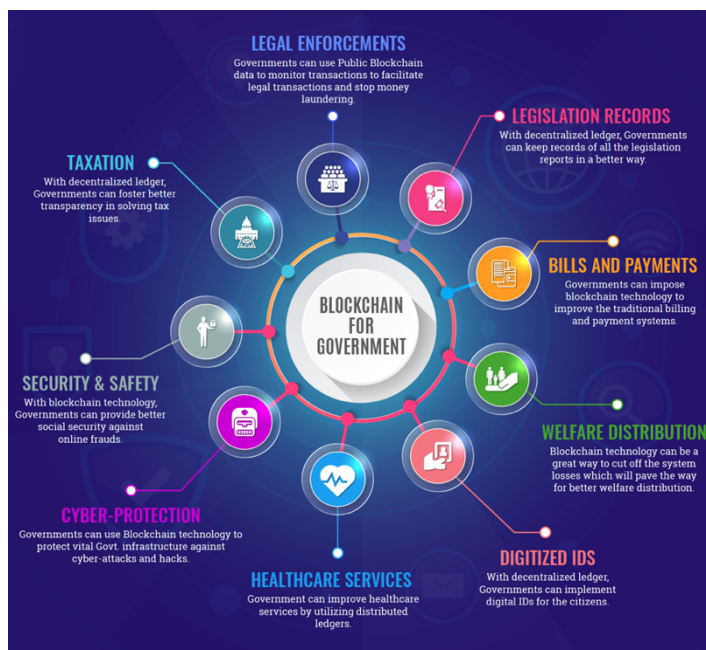 LEGAL ENFORCEMENTS
Governments can use Public Blockchain
data to monitor transactions to facilitate
legal transactions and stop money
laundering.
LEGISLATION RECORDS
With decentralized ledger, Governments
can keep records of all the legislation
reports in a better way.
TAXATION
With decentralized ledger,
Governments can foster better
transparency in solving tax
issues.
BILLS AND PAYMENTS
Governments can impose
blockchain technology to
improve the traditional billing
and payment systems.
BLOCKCHAIN
FOR
GOVERNMENT
SECURITY & SAFETY
With blockchain technology,
Governments can provide better
social security against
online frauds.
WELFARE DISTRIBUTION
Blockchain technology can be a
great way to cut off the system
losses which will pave the way
for better welfare distribution.
CYBER-PROTECTION
Governments can use Blockchain technology to
protect vital Govt. infrastructure against
cyber-attacks and hacks.
DIGITIZED IDS
With decentralized ledger,
Governments can implement
digital IDs for the citizens.
HEALTHCARE SERVICES
Government can improve healthcare
services by utilizing distributed
ledgers.